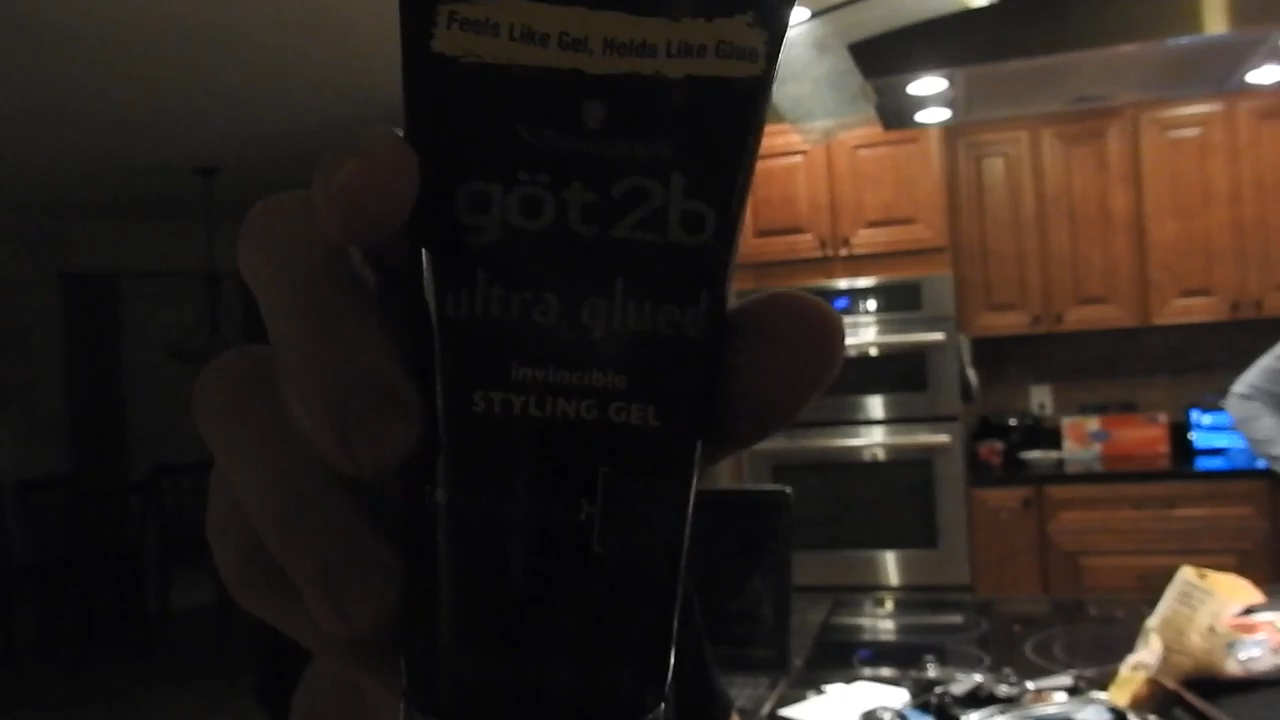 Feels Like Gel, Holds Like Glue
göt2b
ultra glued
invincible
STYLING GEL